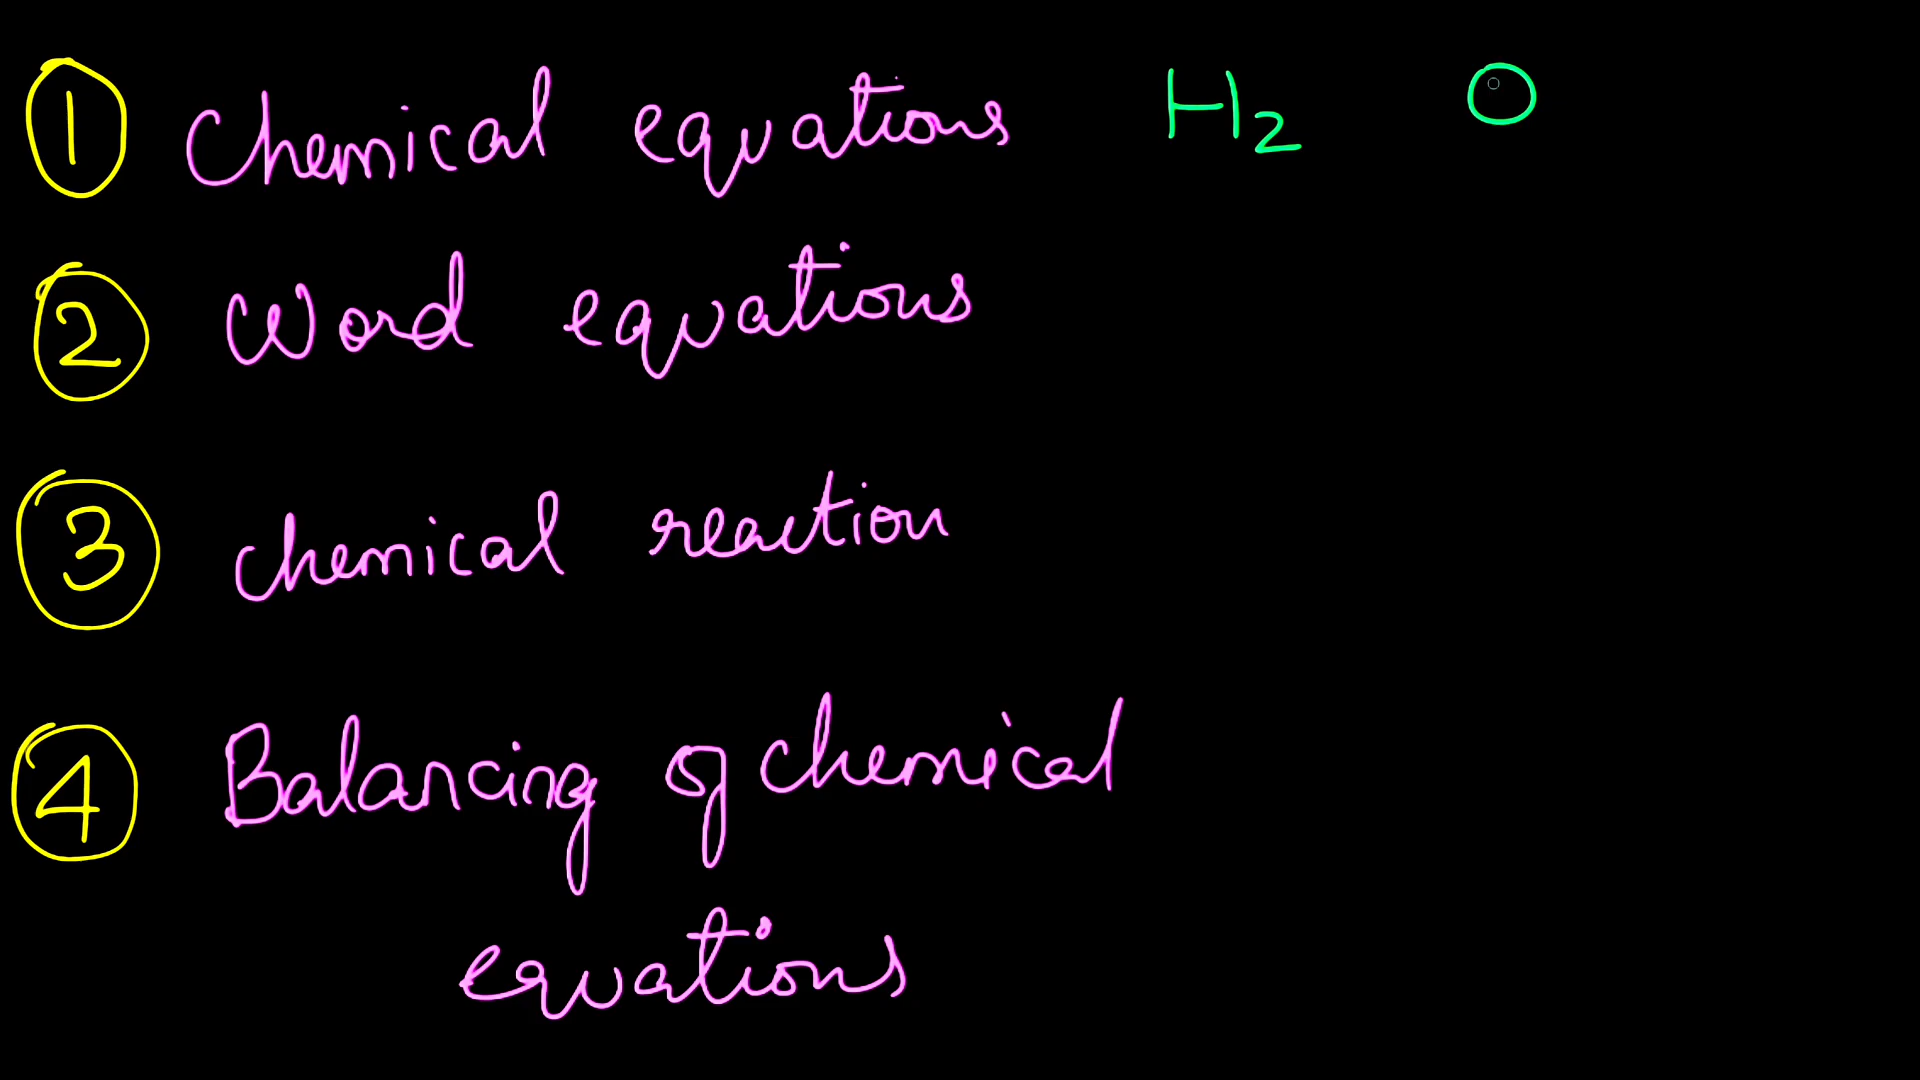 1 Chemical equations H2 O
2 Word equations
3 chemical reaction
4 Balancing of chemical
equations